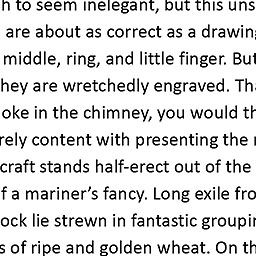 h to seem inelegant, but this uns
are about as correct as a drawin
middle, ring, and little finger. But
hey are wretchedly engraved. Tha
oke in the chimney, you would th
rely content with presenting the r
craft stands half-erect out of the
f a mariner’s fancy. Long exile fro
ock lie strewn in fantastic groupin
s of ripe and golden wheat. On th